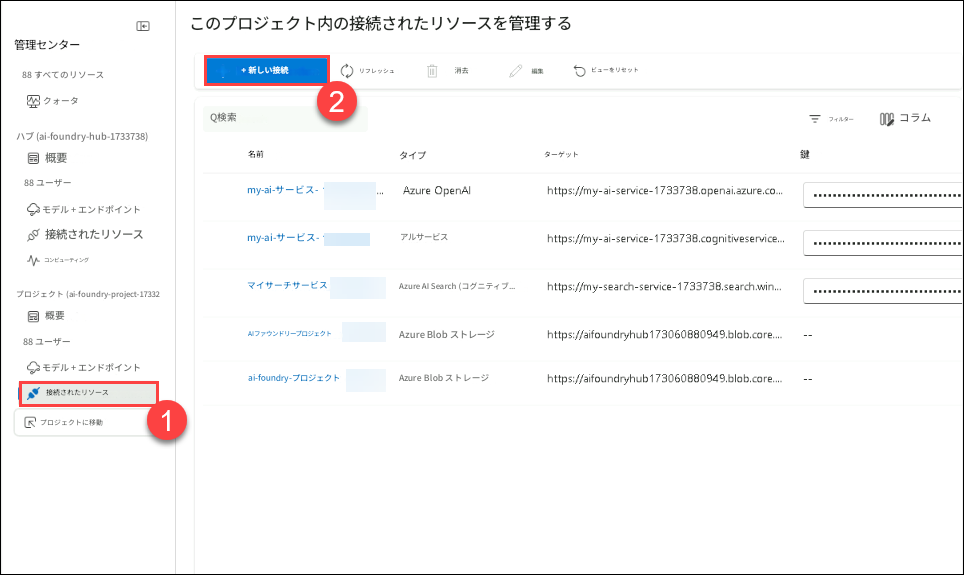 管理センター
88 すべてのリソース
クォータ
ハブ (ai-foundry-hub-1733738)
概要
88 ユーザー
モデル + エンドポイント
接続されたリソース
コンピューティング
プロジェクト (ai-foundry-project-17332
概要
88 ユーザー
モデル + エンドポイント
接続されたリソース
1
プロジェクトに移動
このプロジェクト内の接続されたリソースを管理する
+ 新しい接続 リフレッシュ 消去 編集 ビューをリセット
2
Q検索 フィルター コラム
名前 タイプ ターゲット 鍵
my-ai-サービス- ... Azure OpenAI https://my-ai-service-1733738.openai.azure.co...
my-ai-サービス- アルサービス https://my-ai-service-1733738.cognitiveservice...
マイサーチサービス Azure AI Search (コグニティブ... https://my-search-service-1733738.search.win...
AIファウンドリープロジェクト Azure Blob ストレージ https://aifoundryhub173060880949.blob.core.... --
ai-foundry-プロジェクト Azure Blob ストレージ https://aifoundryhub173060880949.blob.core.... --